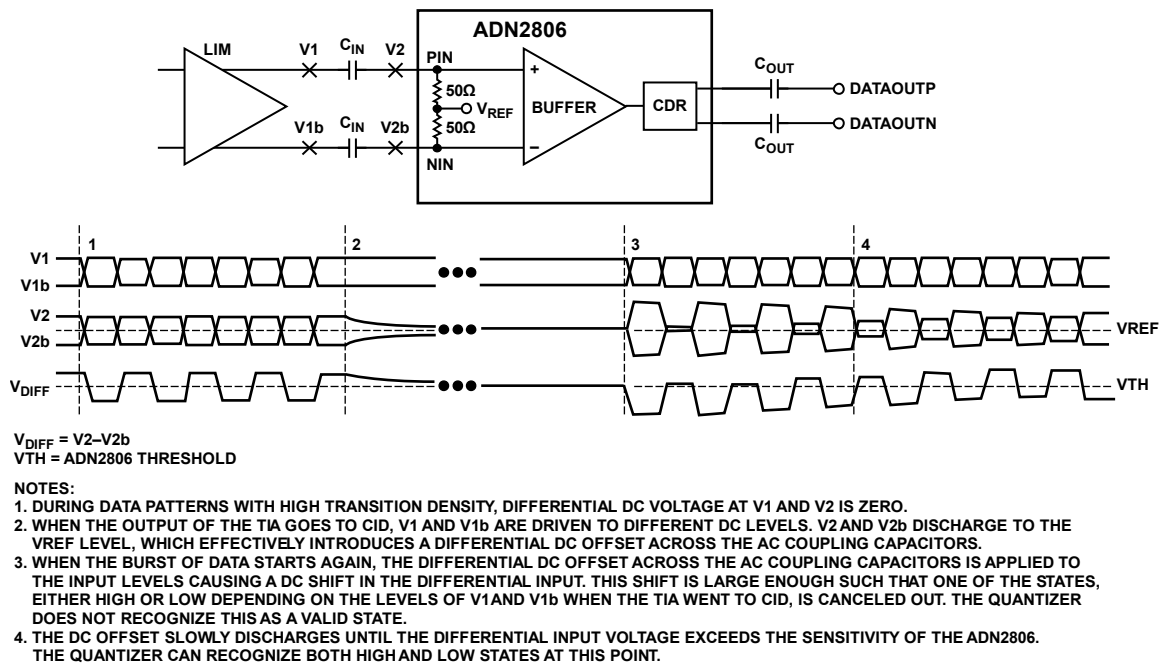 ADN2806
LIM
V1
CIN
V2
PIN
50Ω
VREF
50Ω
NIN
V1b
CIN
V2b
+
BUFFER
–
CDR
COUT
DATAOUTP
DATAOUTN
COUT
1
2
3
4
V1
V1b
V2
V2b
VREF
VDIFF
VTH
VDIFF = V2–V2b
VTH = ADN2806 THRESHOLD
NOTES:
1. DURING DATA PATTERNS WITH HIGH TRANSITION DENSITY, DIFFERENTIAL DC VOLTAGE AT V1 AND V2 IS ZERO.
2. WHEN THE OUTPUT OF THE TIA GOES TO CID, V1 AND V1b ARE DRIVEN TO DIFFERENT DC LEVELS. V2 AND V2b DISCHARGE TO THE
VREF LEVEL, WHICH EFFECTIVELY INTRODUCES A DIFFERENTIAL DC OFFSET ACROSS THE AC COUPLING CAPACITORS.
3. WHEN THE BURST OF DATA STARTS AGAIN, THE DIFFERENTIAL DC OFFSET ACROSS THE AC COUPLING CAPACITORS IS APPLIED TO
THE INPUT LEVELS CAUSING A DC SHIFT IN THE DIFFERENTIAL INPUT. THIS SHIFT IS LARGE ENOUGH SUCH THAT ONE OF THE STATES,
EITHER HIGH OR LOW DEPENDING ON THE LEVELS OF V1 AND V1b WHEN THE TIA WENT TO CID, IS CANCELED OUT. THE QUANTIZER
DOES NOT RECOGNIZE THIS AS A VALID STATE.
4. THE DC OFFSET SLOWLY DISCHARGES UNTIL THE DIFFERENTIAL INPUT VOLTAGE EXCEEDS THE SENSITIVITY OF THE ADN2806.
THE QUANTIZER CAN RECOGNIZE BOTH HIGH AND LOW STATES AT THIS POINT.